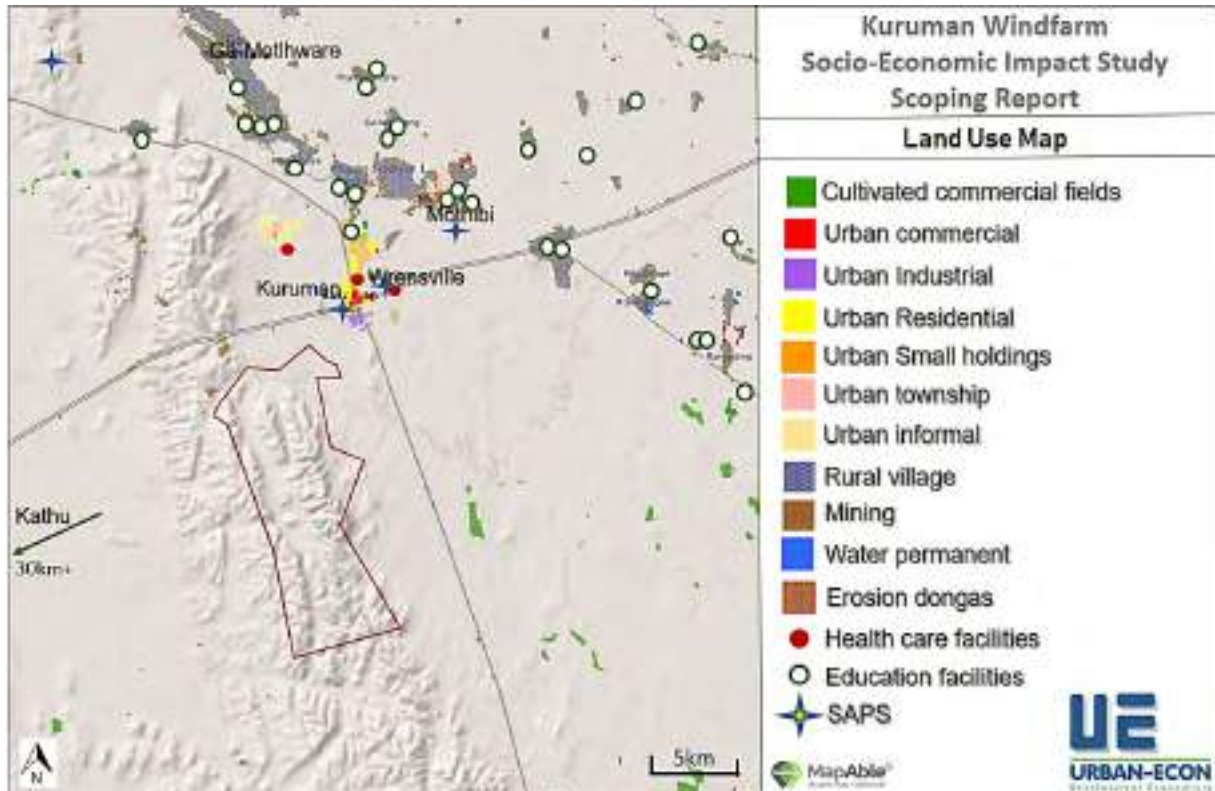 Kuruman Windfarm
Socio-Economic Impact Study
Scoping Report
Land Use Map
Cultivated commercial fields
Urban commercial
Urban Industrial
Urban Residential
Urban Small holdings
Urban township
Urban informal
Rural village
Mining
Water permanent
Erosion dongas
Health care facilities
Education facilities
SAPS
MapAble
URBAN-ECON
Ga-Motlhware
Mothibi
Wrensville
Kuruman
Kathu
30km+
5km
N